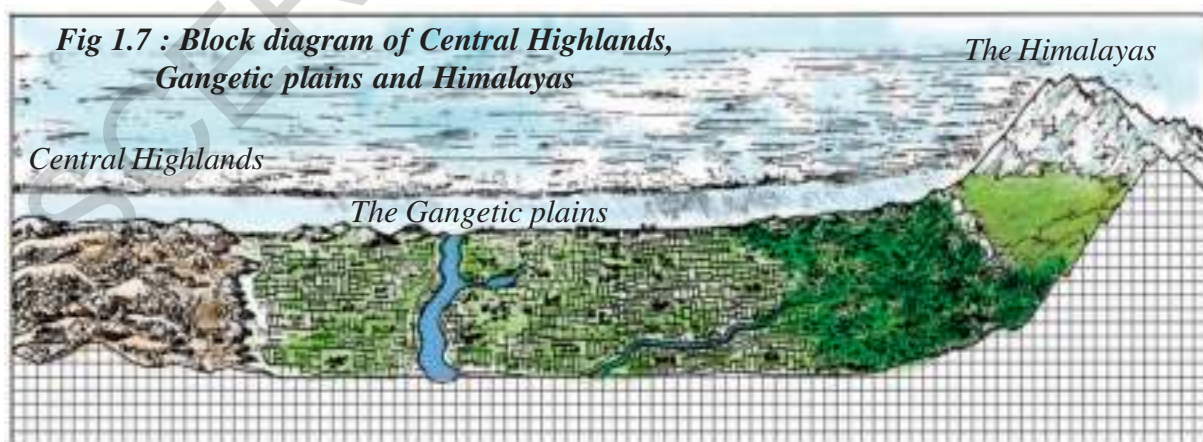 Fig 1.7 : Block diagram of Central Highlands,
Gangetic plains and Himalayas
The Himalayas
Central Highlands
The Gangetic plains
SCER